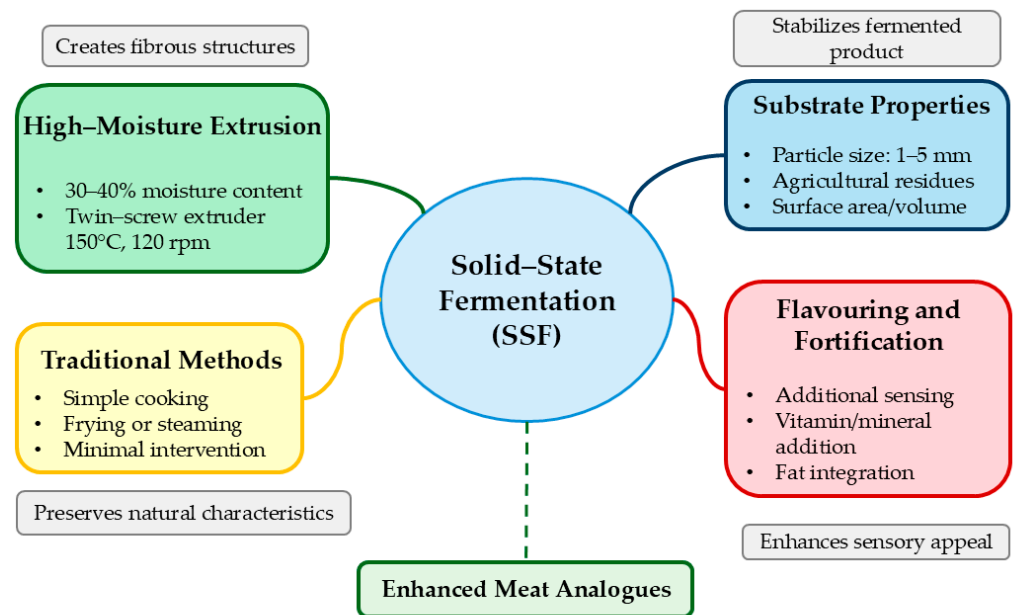 Creates fibrous structures
High–Moisture Extrusion
• 30–40% moisture content
• Twin–screw extruder
150°C, 120 rpm
Stabilizes fermented
product
Substrate Properties
• Particle size: 1–5 mm
• Agricultural residues
• Surface area/volume
Solid–State
Fermentation
(SSF)
Traditional Methods
• Simple cooking
• Frying or steaming
• Minimal intervention
Preserves natural characteristics
Flavouring and
Fortification
• Additional sensing
• Vitamin/mineral
addition
• Fat integration
Enhances sensory appeal
Enhanced Meat Analogues